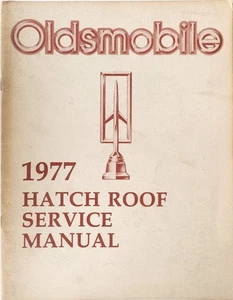 Oldsmobile
1977
HATCH ROOF
SERVICE
MANUAL